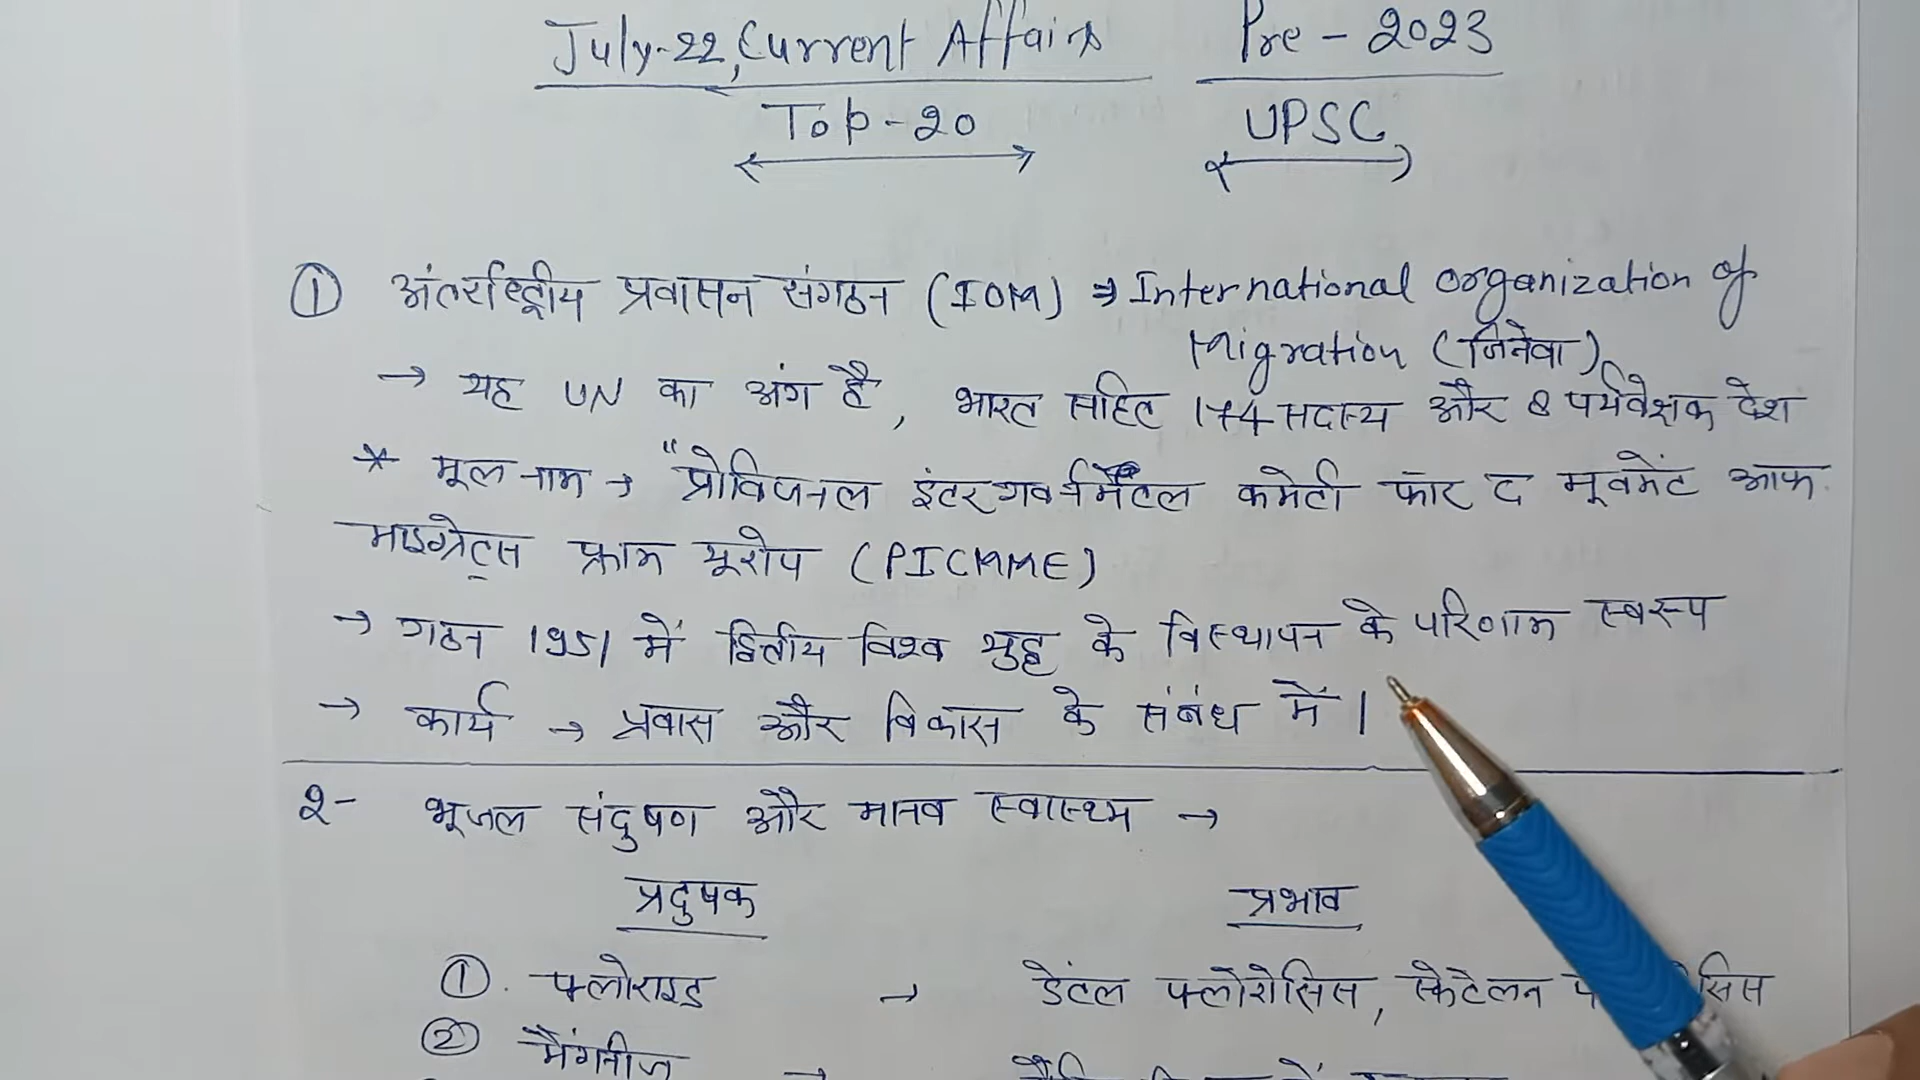 July-22, Current Affairs Pre - 2023
Top - 20 UPSC
① अंतर्राष्ट्रीय प्रवासन संगठन (IOM) ⇒ International organization of
Migration (जिनेवा)
→ यह UN का अंग है, भारत सहित 174 सदस्य और 8 पर्यवेक्षक देश
* मूल नाम → "प्रोविजनल इंटरगवर्नमेंटल कमेटी फॉर द मूवमेंट आफ
माइग्रेट्स फ्राम यूरोप (PICMME)
→ गठन 1951 में द्वितीय विश्व युद्ध के विस्थापन के परिणाम स्वरूप
→ कार्य → प्रवास और विकास के संबंध में।
2- भूजल संदुषण और मानव स्वास्थ्य →
प्रदुषक प्रभाव
① . फ्लोराइड → डेंटल फ्लोरोसिस, स्केटेलन
② मैंगनीज →